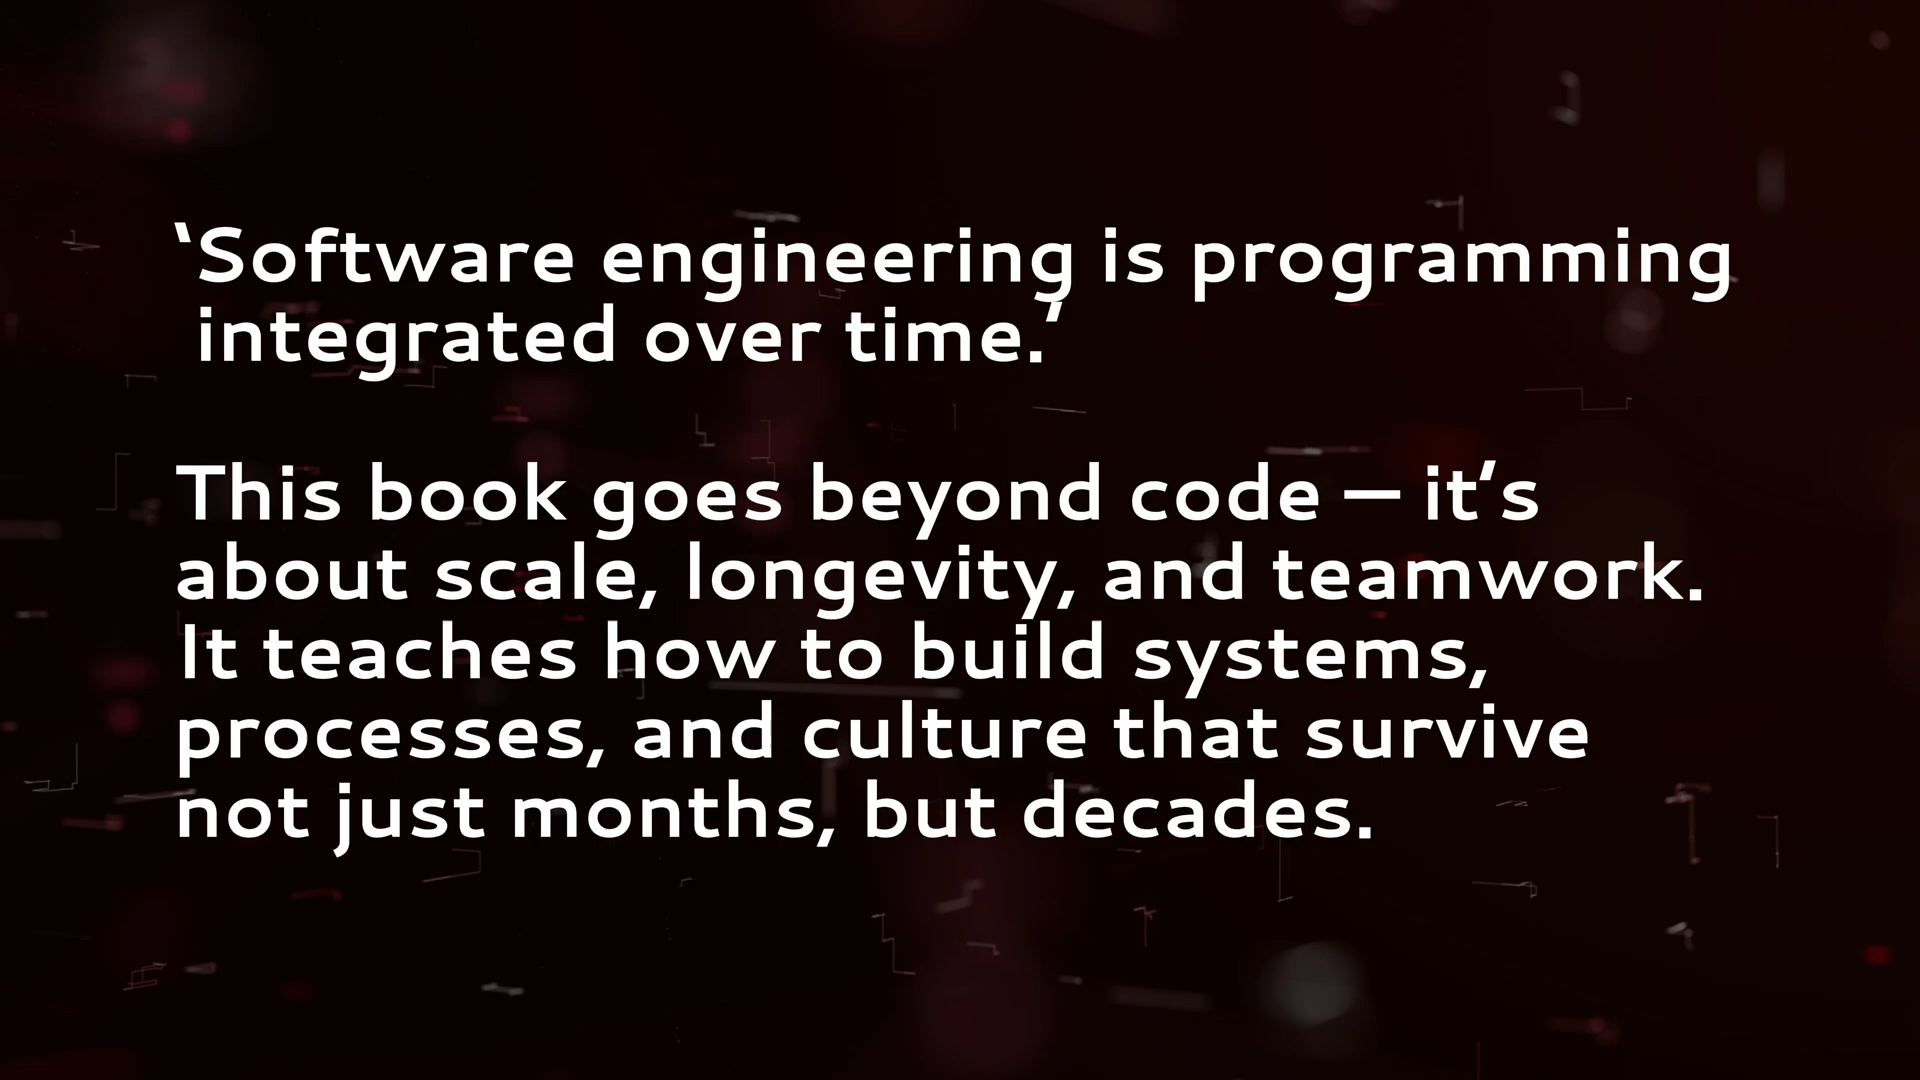 ‘Software engineering is programming
integrated over time.’
This book goes beyond code — it’s
about scale, longevity, and teamwork.
It teaches how to build systems,
processes, and culture that survive
not just months, but decades.